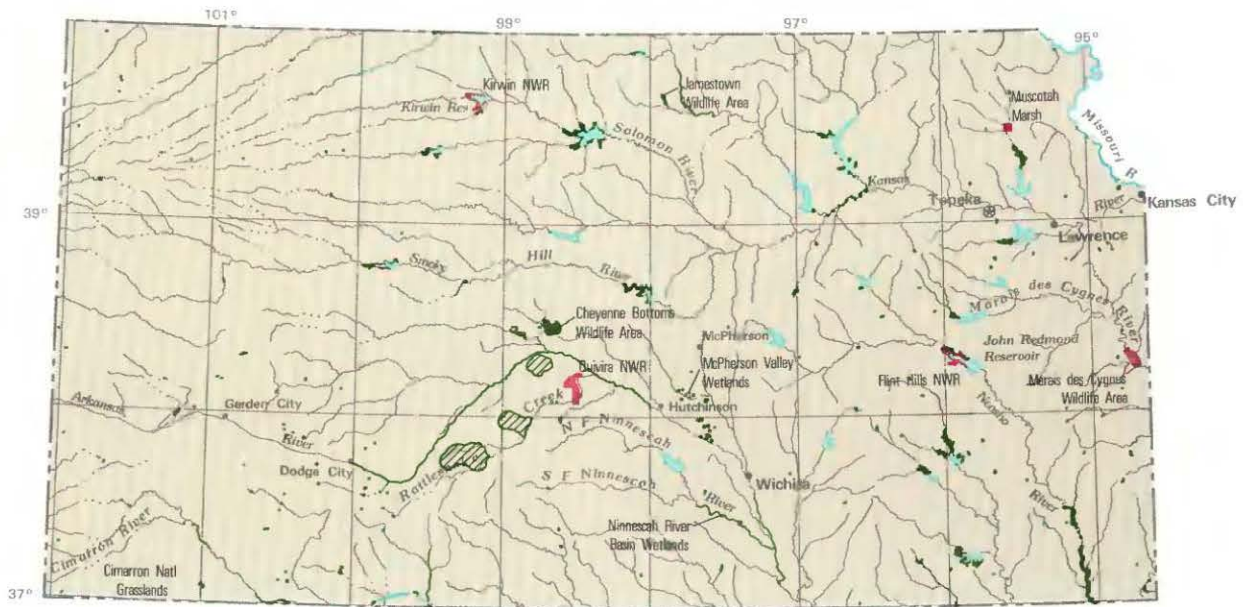 101°
99°
97°
95°
Kirwin NWR
Kirwin Res
Jamestown
Wildlife Area
Muscotah
Marsh
Missouri R
Solomon River
Kansas
River
Topeka
Kansas City
39°
Lawrence
Smoky
Hill
River
Marais des Cygnes River
Cheyenne Bottoms
Wildlife Area
McPherson
John Redmond
Reservoir
Quivira NWR
McPherson Valley
Wetlands
Flint Hills NWR
Marais des Cygnus
Wildlife Area
Arkansas
River
Garden City
Rattlesnake
Creek
Hutchinson
N F Ninnescah
Neosho
River
Dodge City
S F Ninnescah
River
Wichita
Ninnescah River
Basin Wetlands
Cimarron River
Cimarron Natl
Grasslands
37°